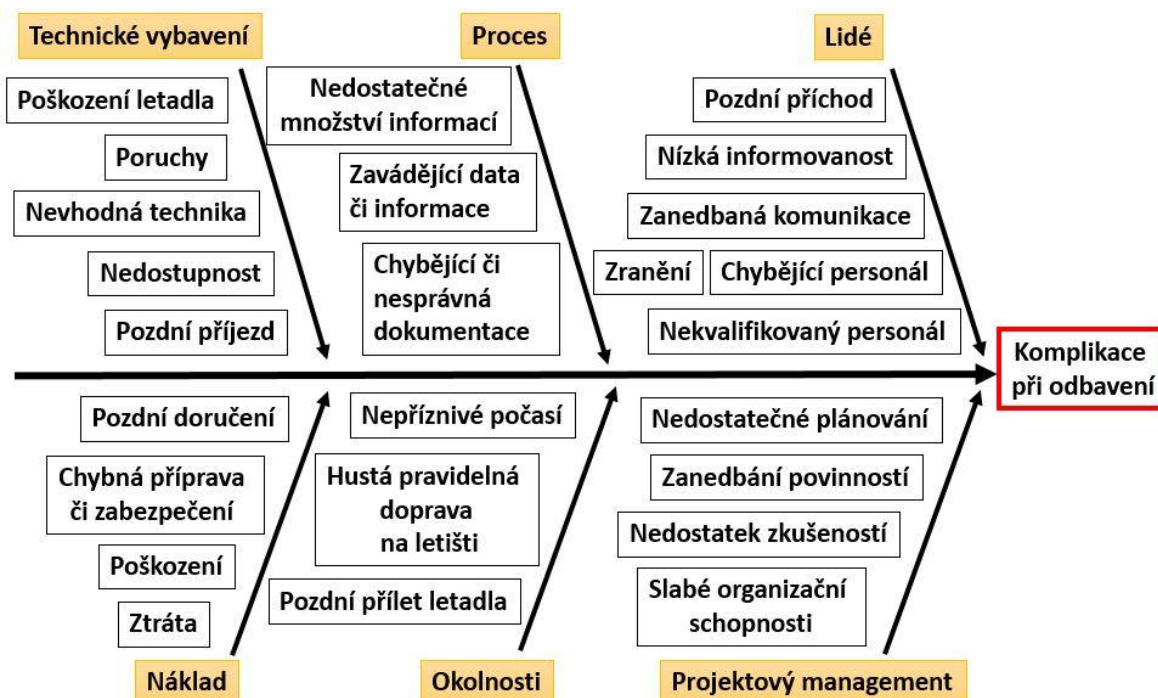 Technické vybavení
Proces
Lidé
Poškození letadla
Poruchy
Nevhodná technika
Nedostupnost
Pozdní příjezd
Nedostatečné
množství informací
Zavádějící data
či informace
Chybějící či
nesprávná
dokumentace
Pozdní příchod
Nízká informovanost
Zanedbaná komunikace
Zranění
Chybějící personál
Nekvalifikovaný personál
Komplikace
při odbavení
Pozdní doručení
Chybná příprava
či zabezpečení
Poškození
Ztráta
Nepříznivé počasí
Hustá pravidelná
doprava
na letišti
Pozdní přílet letadla
Nedostatečné plánování
Zanedbání povinností
Nedostatek zkušeností
Slabé organizační
schopnosti
Náklad
Okolnosti
Projektový management